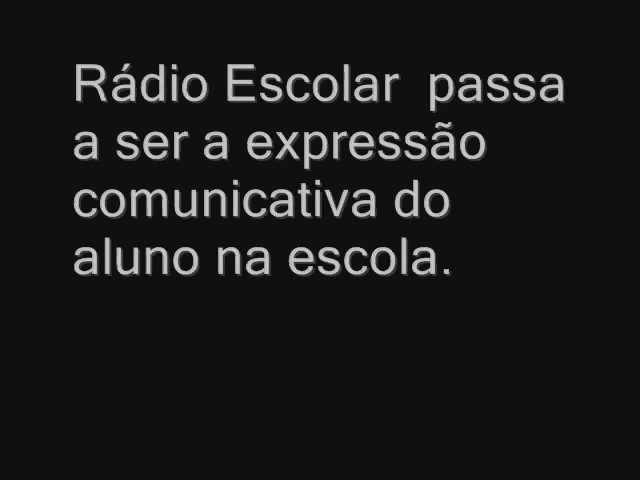 Rádio Escolar  passa
a ser a expressão
comunicativa do
aluno na escola.